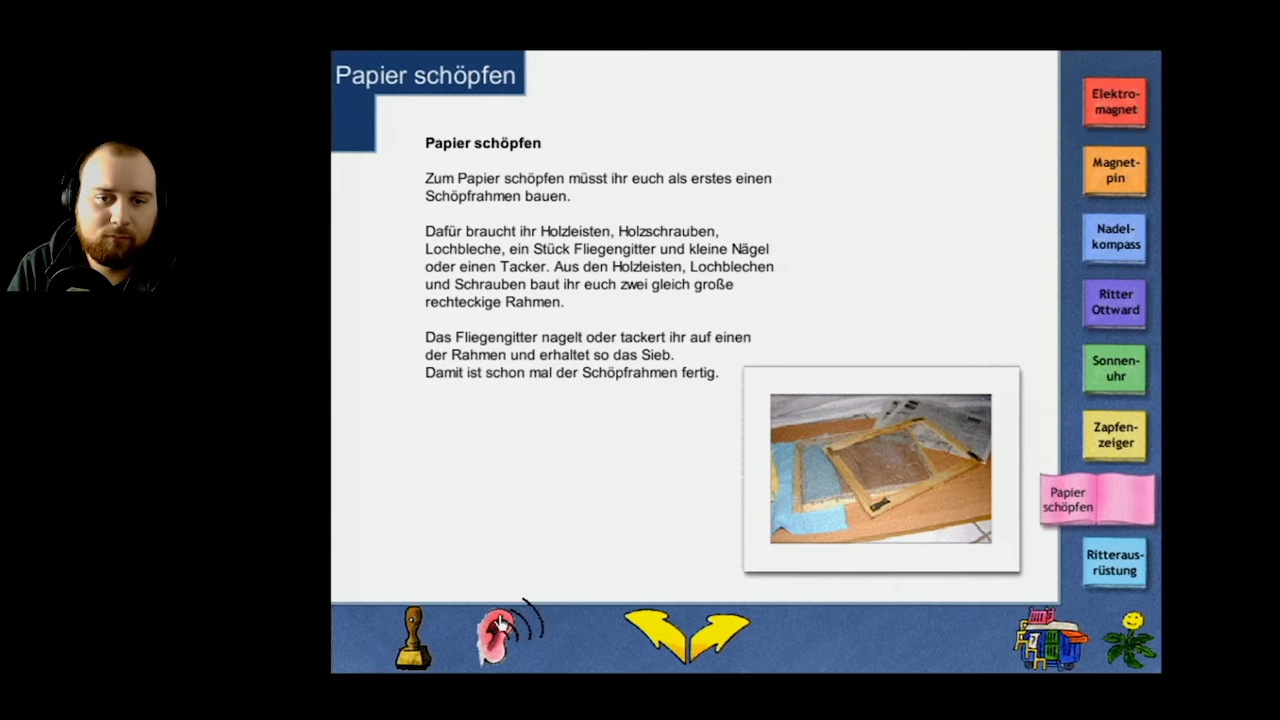 Papier schöpfen
Papier schöpfen
Zum Papier schöpfen müsst ihr euch als erstes einen
Schöpfrahmen bauen.
Dafür braucht ihr Holzleisten, Holzschrauben,
Lochbleche, ein Stück Fliegengitter und kleine Nägel
oder einen Tacker. Aus den Holzleisten, Lochblechen
und Schrauben baut ihr euch zwei gleich große
rechteckige Rahmen.
Das Fliegengitter nagelt oder tackert ihr auf einen
der Rahmen und erhaltet so das Sieb.
Damit ist schon mal der Schöpfrahmen fertig.
Elektro-
magnet
Magnet-
pin
Nadel-
kompass
Ritter
Ottward
Sonnen-
uhr
Zapfen-
zeiger
Papier
schöpfen
Ritteraus-
rüstung